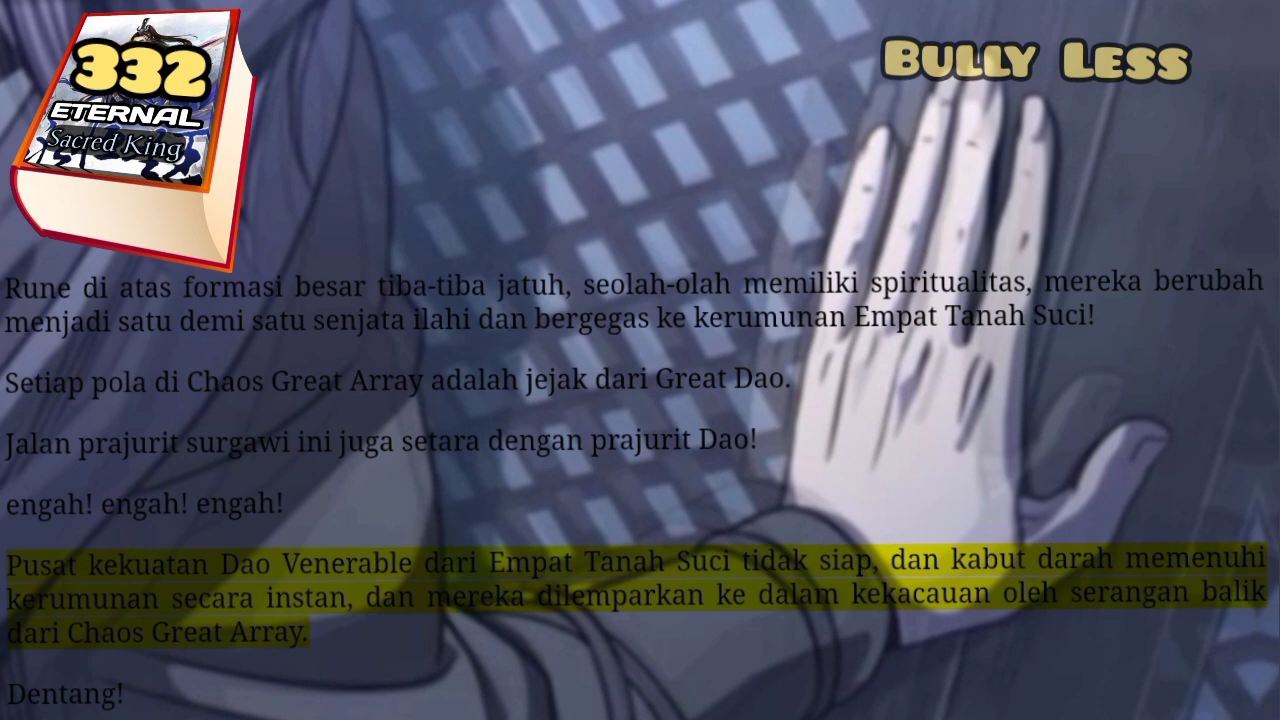 332
ETERNAL
Sacred King
BULLY LESS
Rune di atas formasi besar tiba-tiba jatuh, seolah-olah memiliki spiritualitas, mereka berubah
menjadi satu demi satu senjata ilahi dan bergegas ke kerumunan Empat Tanah Suci!
Setiap pola di Chaos Great Array adalah jejak dari Great Dao.
Jalan prajurit surgawi ini juga setara dengan prajurit Dao!
engah! engah! engah!
Pusat kekuatan Dao Venerable dari Empat Tanah Suci tidak siap, dan kabut darah memenuhi
kerumunan secara instan, dan mereka dilemparkan ke dalam kekacauan oleh serangan balik
dari Chaos Great Array.
Dentang!